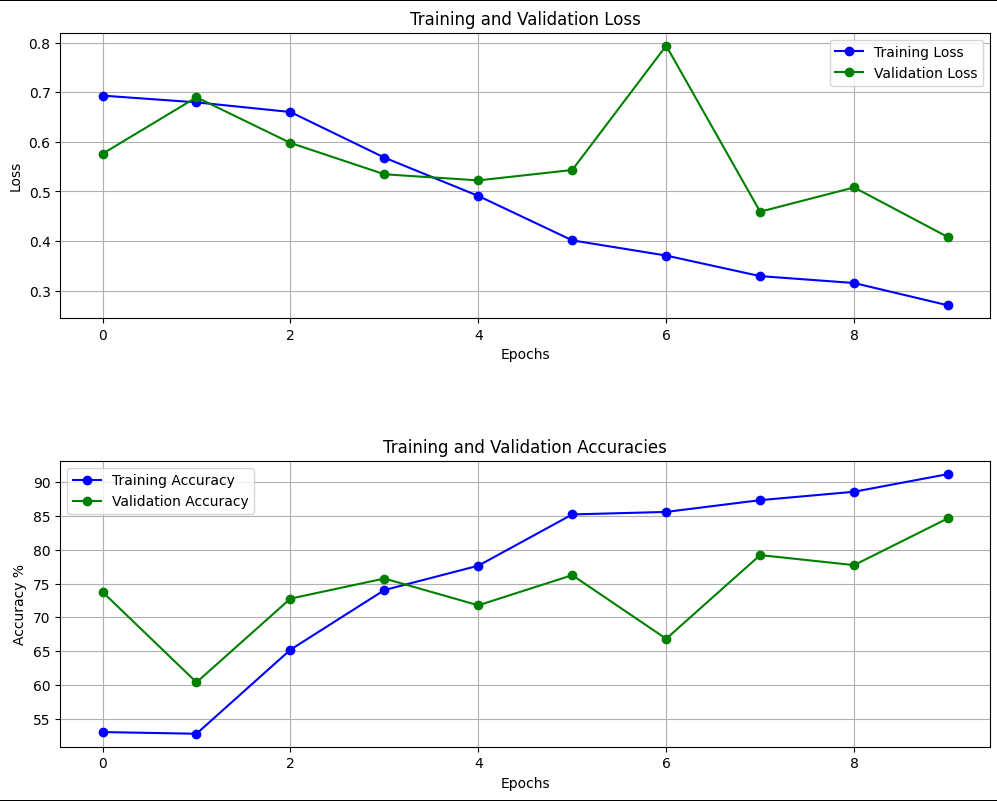 Training and Validation Loss
Training Loss
Validation Loss
0.8
0.7
0.6
0.5
0.4
0.3
Loss
0 2 4 6 8
Epochs
Training and Validation Accuracies
Training Accuracy
Validation Accuracy
90
85
80
75
70
65
60
55
Accuracy %
0 2 4 6 8
Epochs